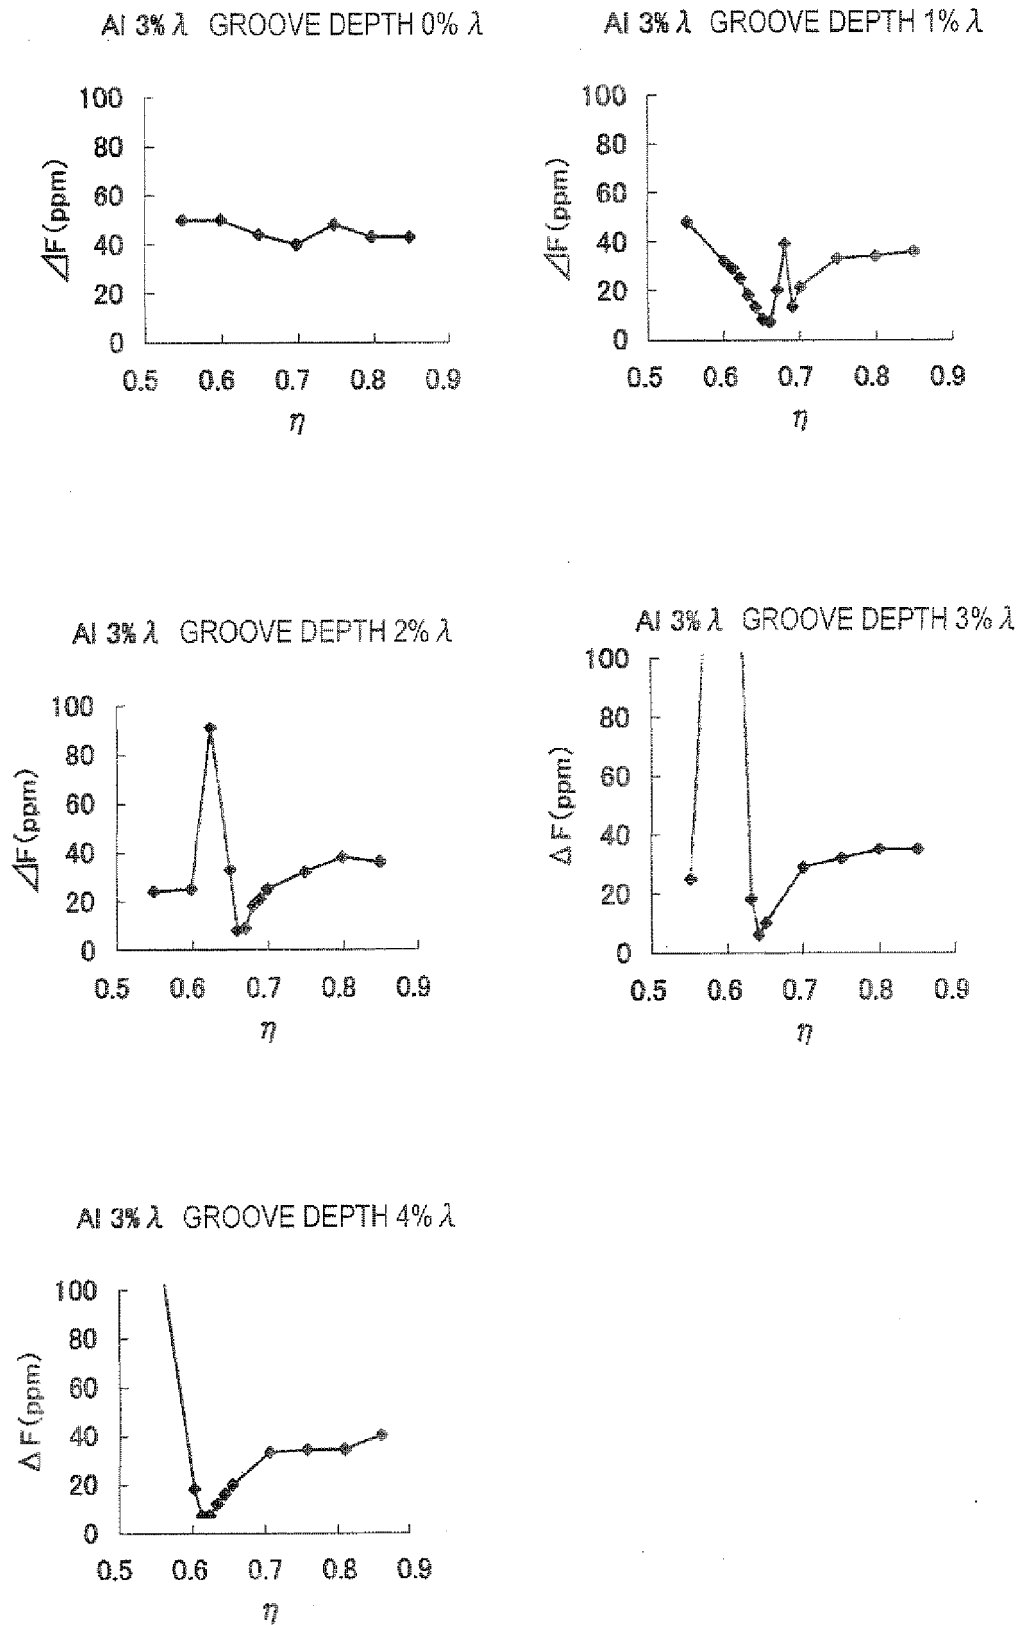 Al 3% λ GROOVE DEPTH 0% λ
100
80
60
40
20
0
ΔF(ppm)
0.5 0.6 0.7 0.8 0.9
η
Al 3% λ GROOVE DEPTH 1% λ
100
80
60
40
20
0
ΔF(ppm)
0.5 0.6 0.7 0.8 0.9
η
Al 3% λ GROOVE DEPTH 2% λ
100
80
60
40
20
0
ΔF(ppm)
0.5 0.6 0.7 0.8 0.9
η
Al 3% λ GROOVE DEPTH 3% λ
100
80
60
40
20
0
ΔF(ppm)
0.5 0.6 0.7 0.8 0.9
η
Al 3% λ GROOVE DEPTH 4% λ
100
80
60
40
20
0
ΔF(ppm)
0.5 0.6 0.7 0.8 0.9
η